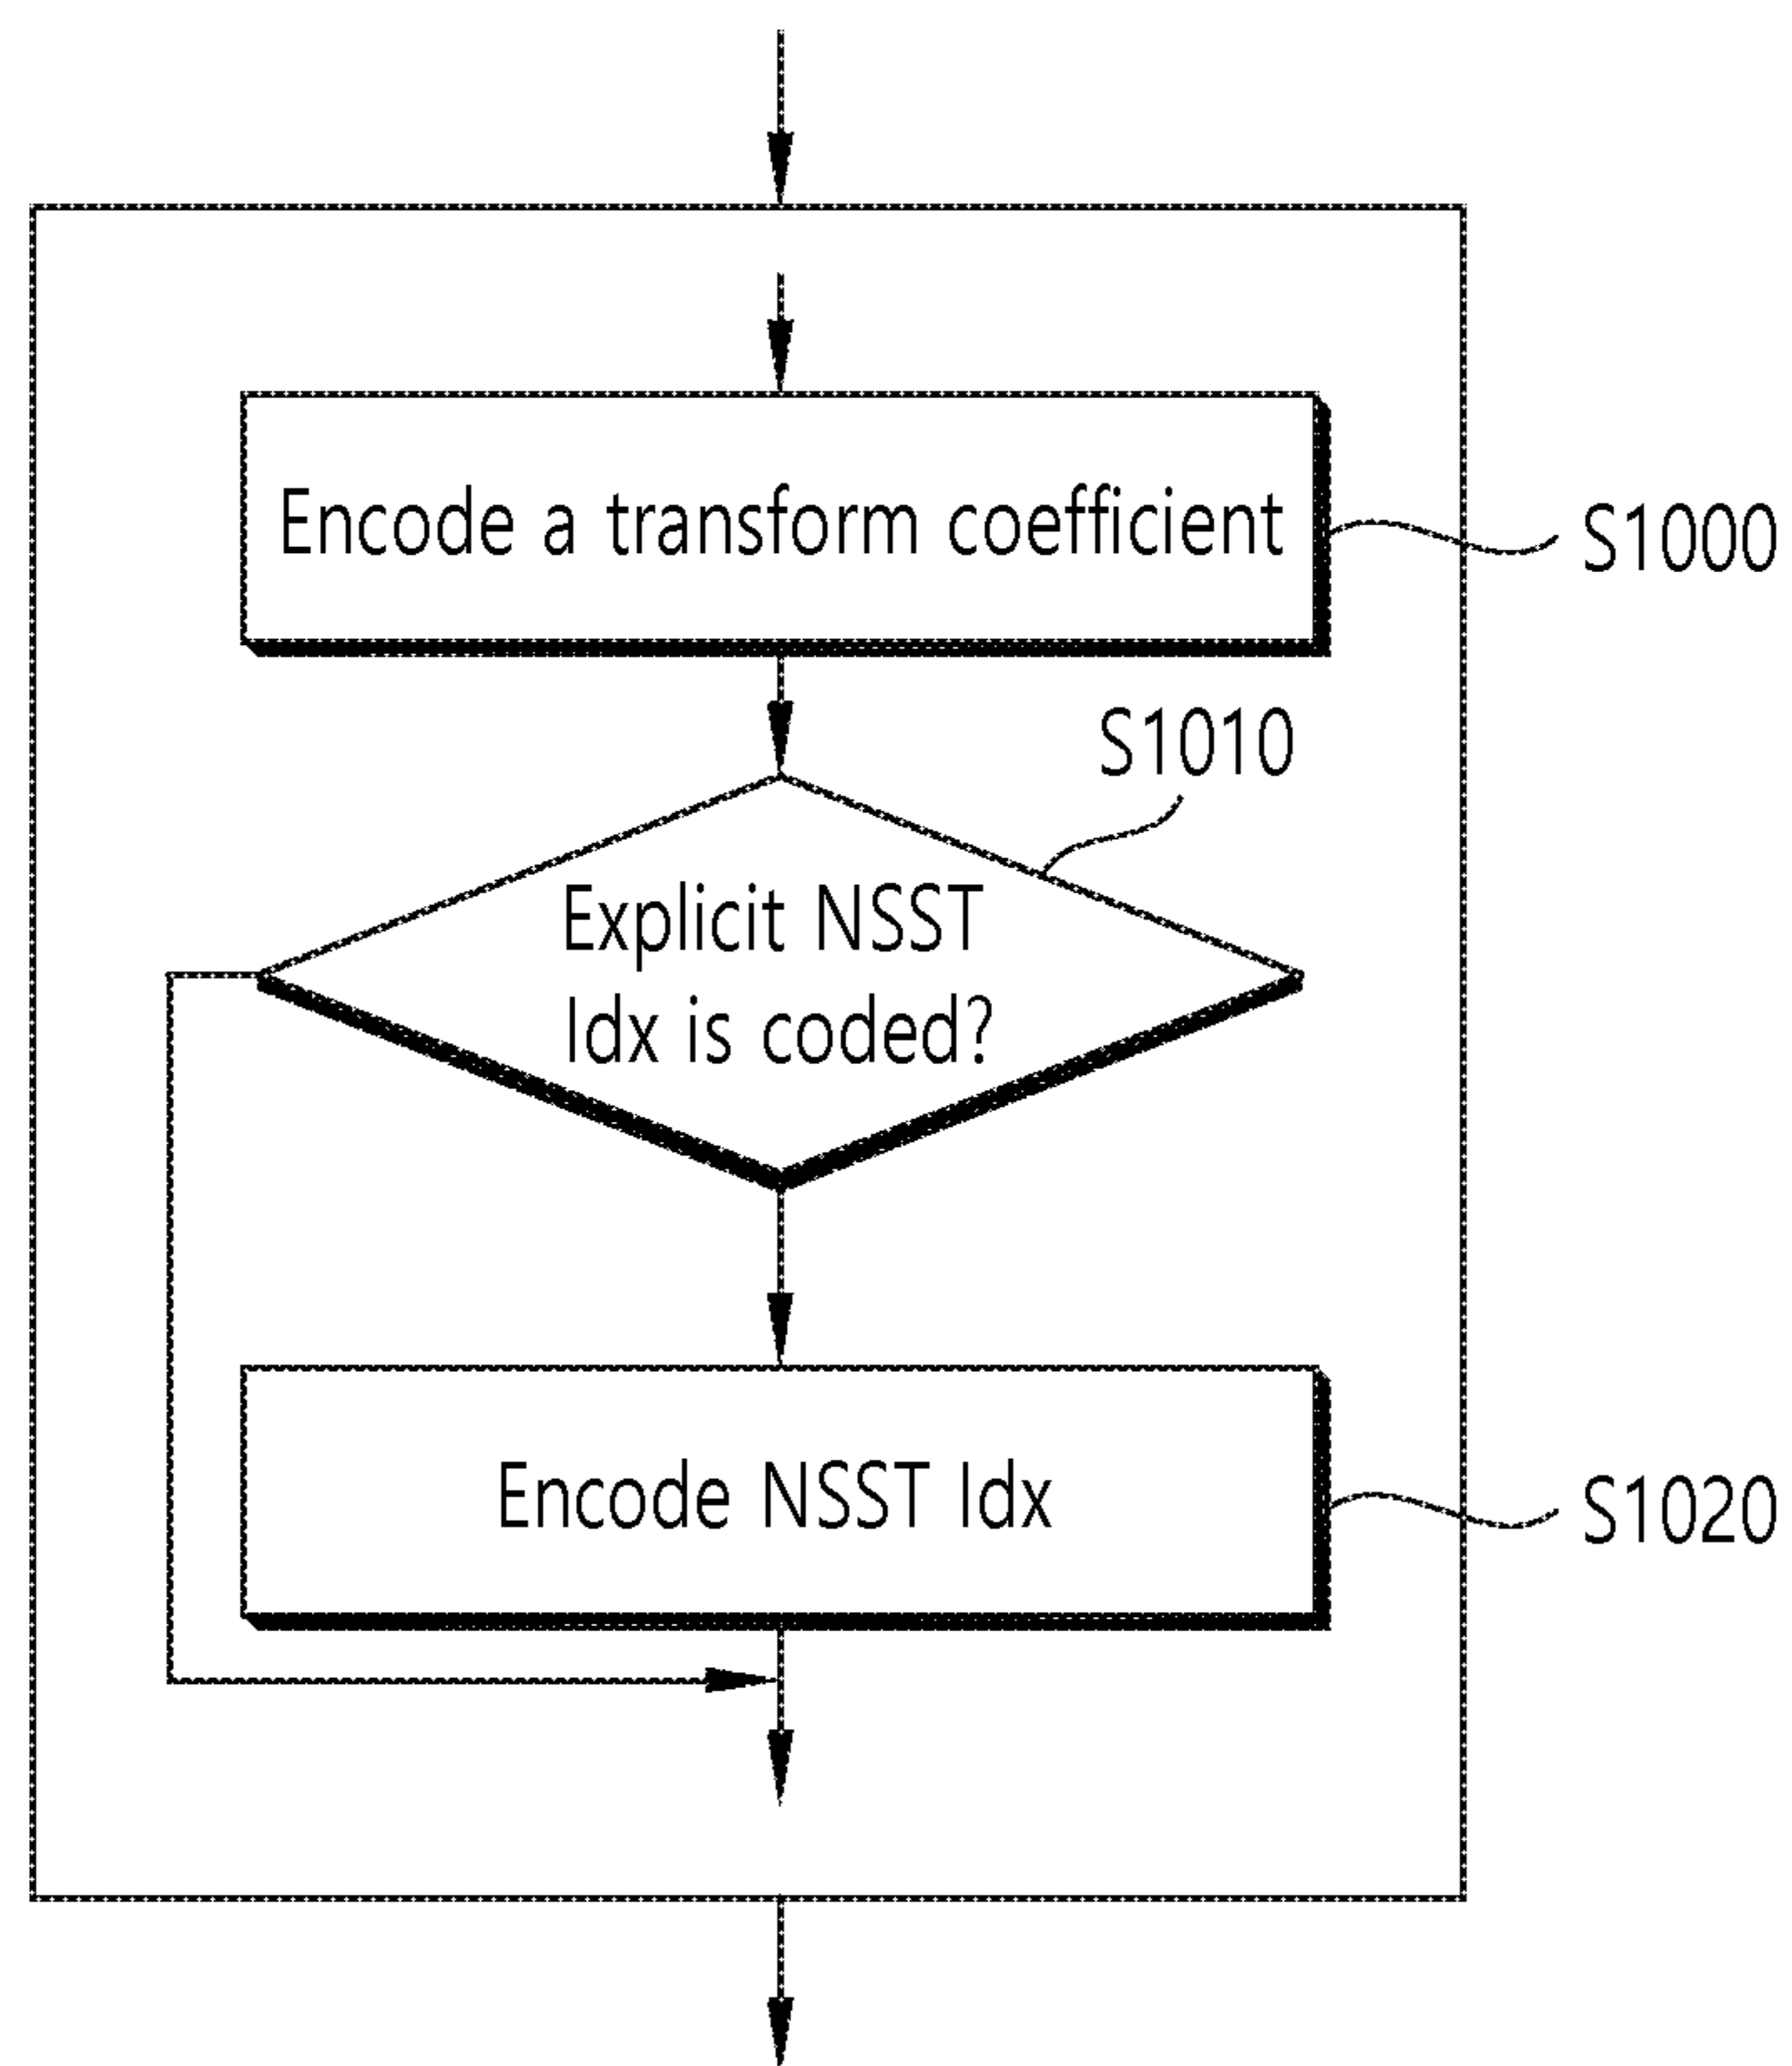 Encode a transform coefficient
S1000
S1010
Explicit NSST
Idx is coded?
Encode NSST Idx
S1020